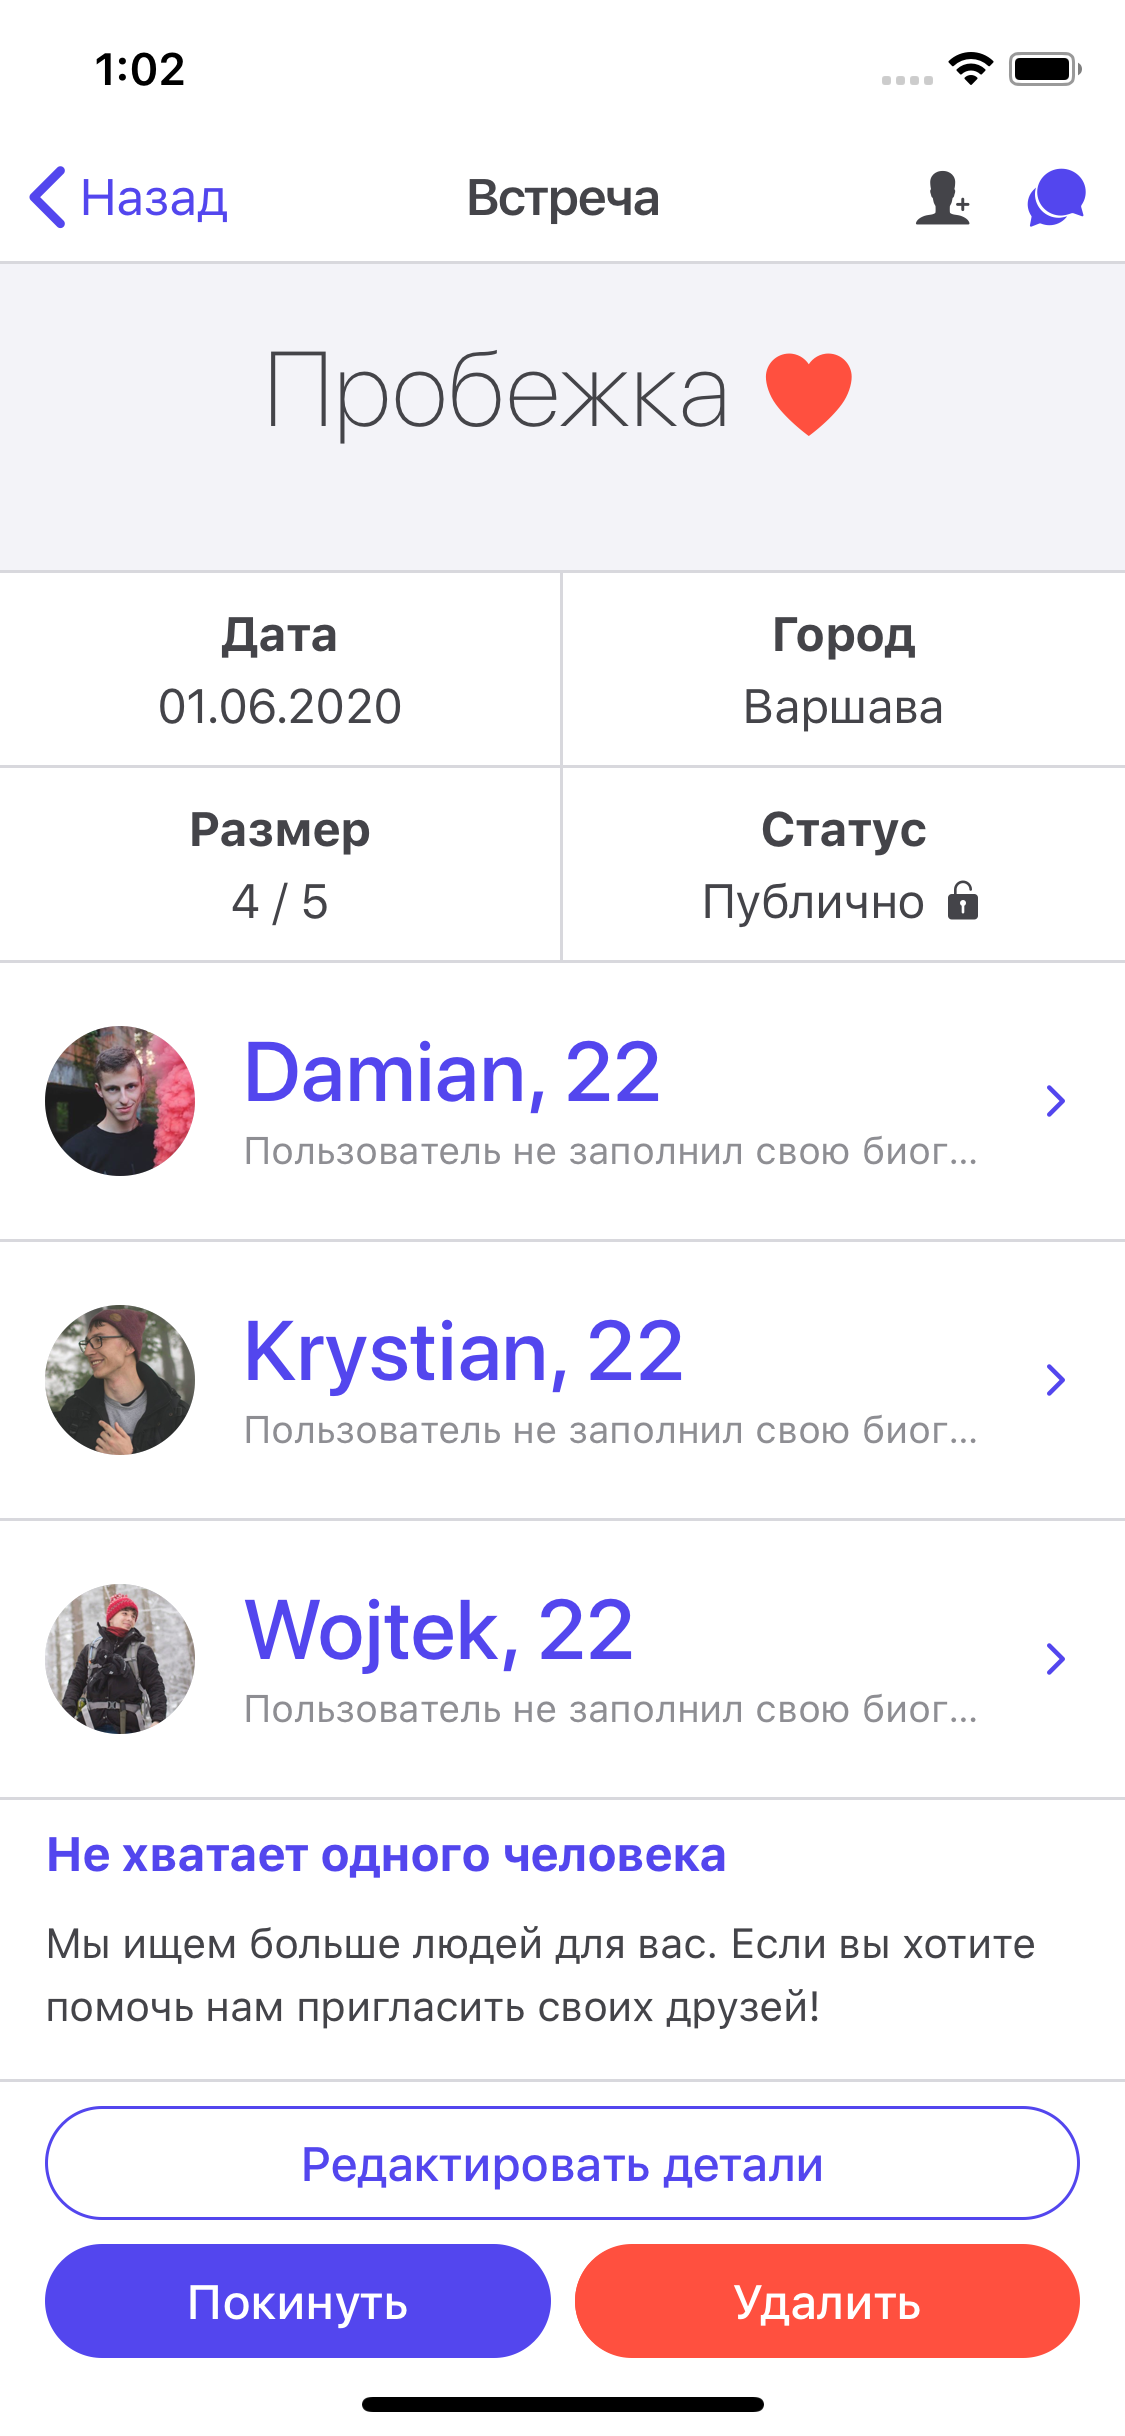 1:02
Назад
Встреча
Пробежка
Дата
Город
01.06.2020
Варшава
Размер
Статус
4 / 5
Публично
Damian, 22
Пользователь не заполнил свою биог...
Krystian, 22
Пользователь не заполнил свою биог...
Wojtek, 22
Пользователь не заполнил свою биог...
Не хватает одного человека
Мы ищем больше людей для вас. Если вы хотите
помочь нам пригласить своих друзей!
Редактировать детали
Покинуть
Удалить